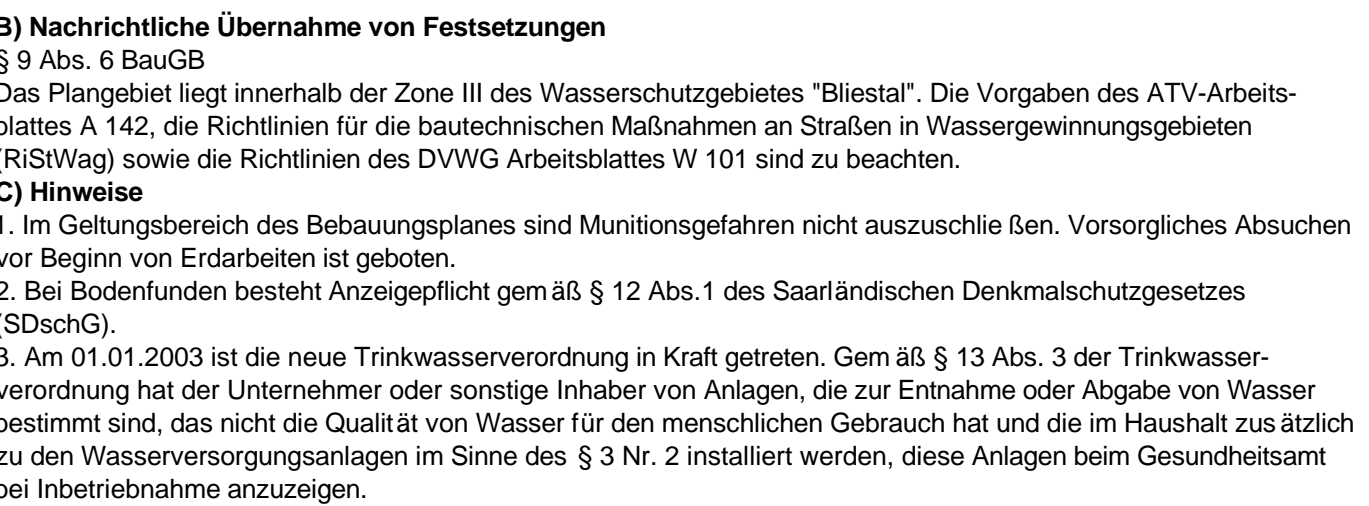 B) Nachrichtliche Übernahme von Festsetzungen
§ 9 Abs. 6 BauGB
Das Plangebiet liegt innerhalb der Zone III des Wasserschutzgebietes "Bliestal". Die Vorgaben des ATV-Arbeits-
blattes A 142, die Richtlinien für die bautechnischen Maßnahmen an Straßen in Wassergewinnungsgebieten
(RiStWag) sowie die Richtlinien des DVWG Arbeitsblattes W 101 sind zu beachten.
C) Hinweise
1. Im Geltungsbereich des Bebauungsplanes sind Munitionsgefahren nicht auszuschlie ßen. Vorsorgliches Absuchen
vor Beginn von Erdarbeiten ist geboten.
2. Bei Bodenfunden besteht Anzeigepflicht gem äß § 12 Abs.1 des Saarländischen Denkmalschutzgesetzes
(SDschG).
3. Am 01.01.2003 ist die neue Trinkwasserverordnung in Kraft getreten. Gem äß § 13 Abs. 3 der Trinkwasser-
verordnung hat der Unternehmer oder sonstige Inhaber von Anlagen, die zur Entnahme oder Abgabe von Wasser
bestimmt sind, das nicht die Qualität von Wasser für den menschlichen Gebrauch hat und die im Haushalt zus ätzlich
zu den Wasserversorgungsanlagen im Sinne des § 3 Nr. 2 installiert werden, diese Anlagen beim Gesundheitsamt
bei Inbetriebnahme anzuzeigen.